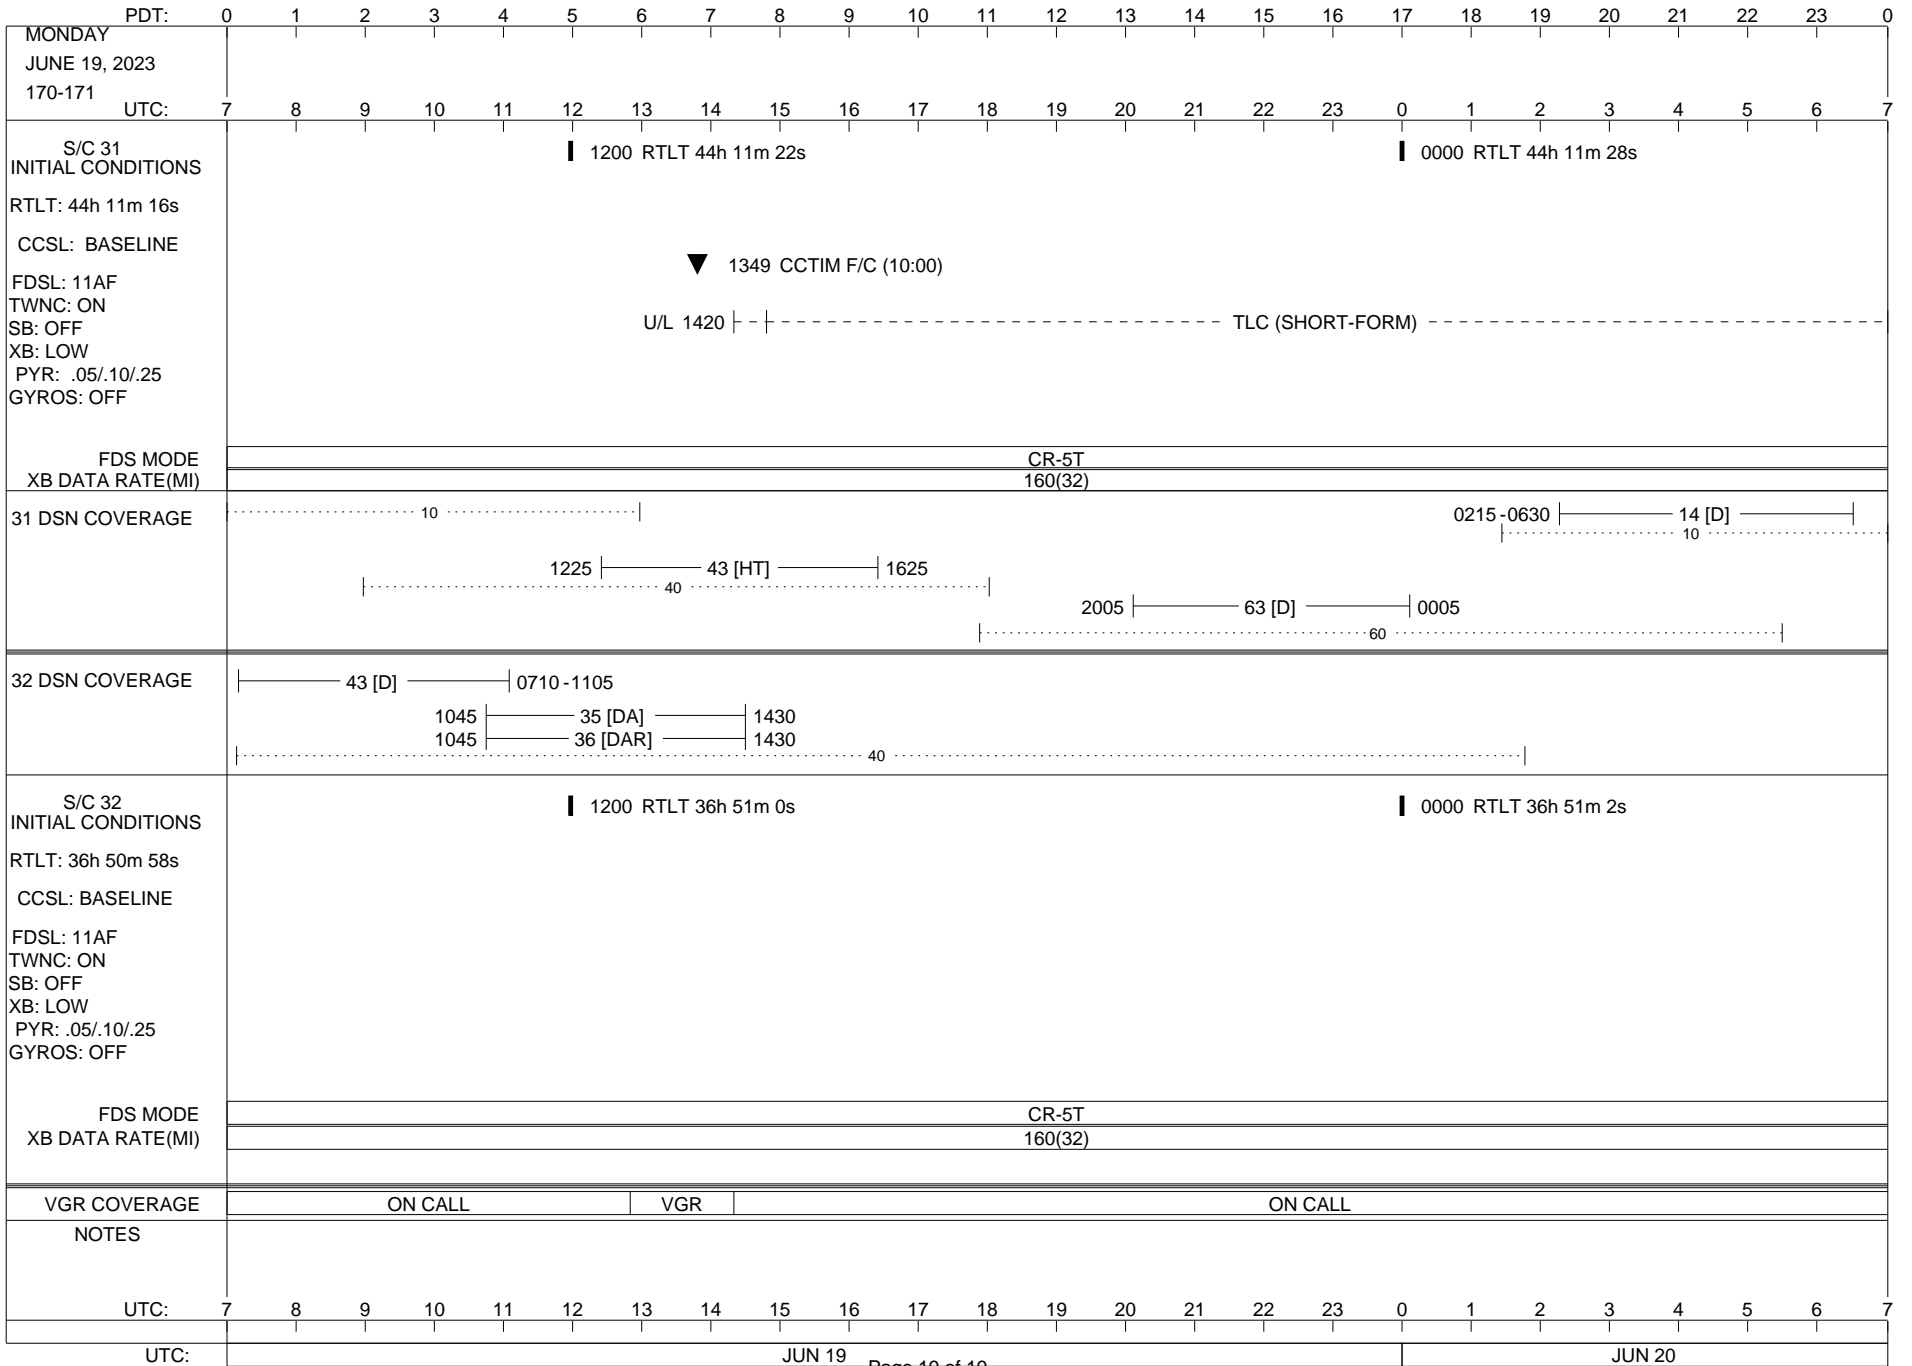 PDT: 0 1 2 3 4 5 6 7 8 9 10 11 12 13 14 15 16 17 18 19 20 21 22 23 0
MONDAY
JUNE 19, 2023
170-171
UTC: 7 8 9 10 11 12 13 14 15 16 17 18 19 20 21 22 23 0 1 2 3 4 5 6 7
S/C 31
INITIAL CONDITIONS
1200 RTLT 44h 11m 22s
0000 RTLT 44h 11m 28s
RTLT: 44h 11m 16s
CCSL: BASELINE
1349 CCTIM F/C (10:00)
FDSL: 11AF
TWNC: ON
U/L 1420 TLC (SHORT-FORM)
SB: OFF
XB: LOW
PYR: .05/.10/.25
GYROS: OFF
FDS MODE CR-5T
XB DATA RATE(MI) 160(32)
31 DSN COVERAGE
10
0215-0630 14 [D]
10
1225 43 [HT] 1625
40
2005 63 [D] 0005
60
32 DSN COVERAGE
43 [D] 0710-1105
1045 35 [DA] 1430
1045 36 [DAR] 1430
40
S/C 32
INITIAL CONDITIONS
1200 RTLT 36h 51m 0s
0000 RTLT 36h 51m 2s
RTLT: 36h 50m 58s
CCSL: BASELINE
FDSL: 11AF
TWNC: ON
SB: OFF
XB: LOW
PYR: .05/.10/.25
GYROS: OFF
FDS MODE CR-5T
XB DATA RATE(MI) 160(32)
VGR COVERAGE ON CALL VGR ON CALL
NOTES
UTC: 7 8 9 10 11 12 13 14 15 16 17 18 19 20 21 22 23 0 1 2 3 4 5 6 7
UTC: JUN 19 JUN 20
Page 10 of 10